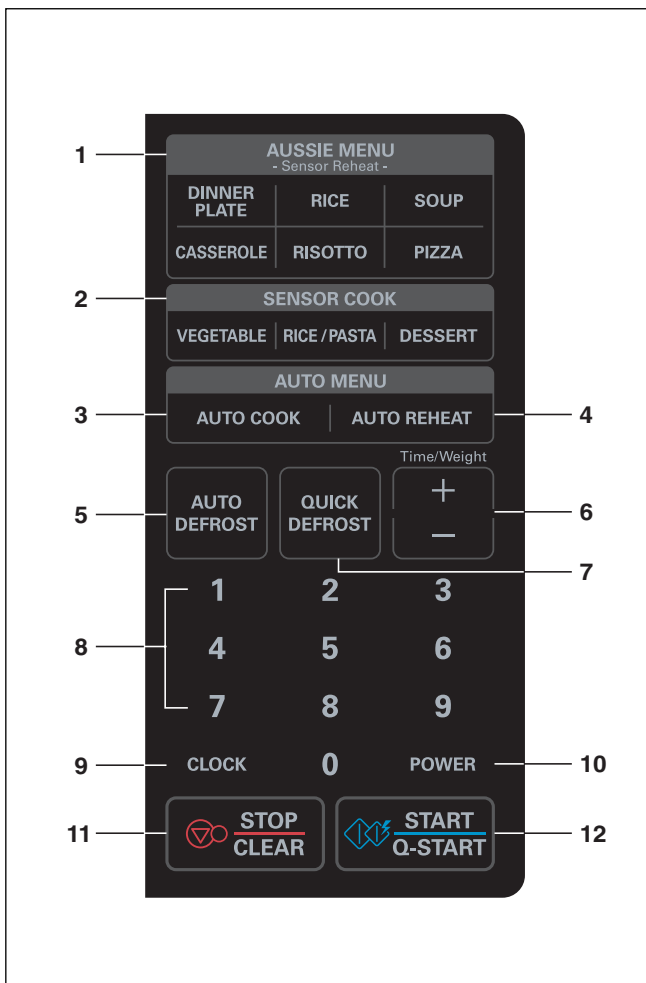 1
AUSSIE MENU
- Sensor Reheat -
DINNER PLATE RICE SOUP
CASSEROLE RISOTTO PIZZA
2
SENSOR COOK
VEGETABLE RICE / PASTA DESSERT
AUTO MENU
3 AUTO COOK AUTO REHEAT 4
Time/Weight
5 AUTO DEFROST QUICK DEFROST + − 6
7
1 2 3
8 4 5 6
7 8 9
9 CLOCK 0 POWER 10
11 STOP CLEAR START Q-START 12